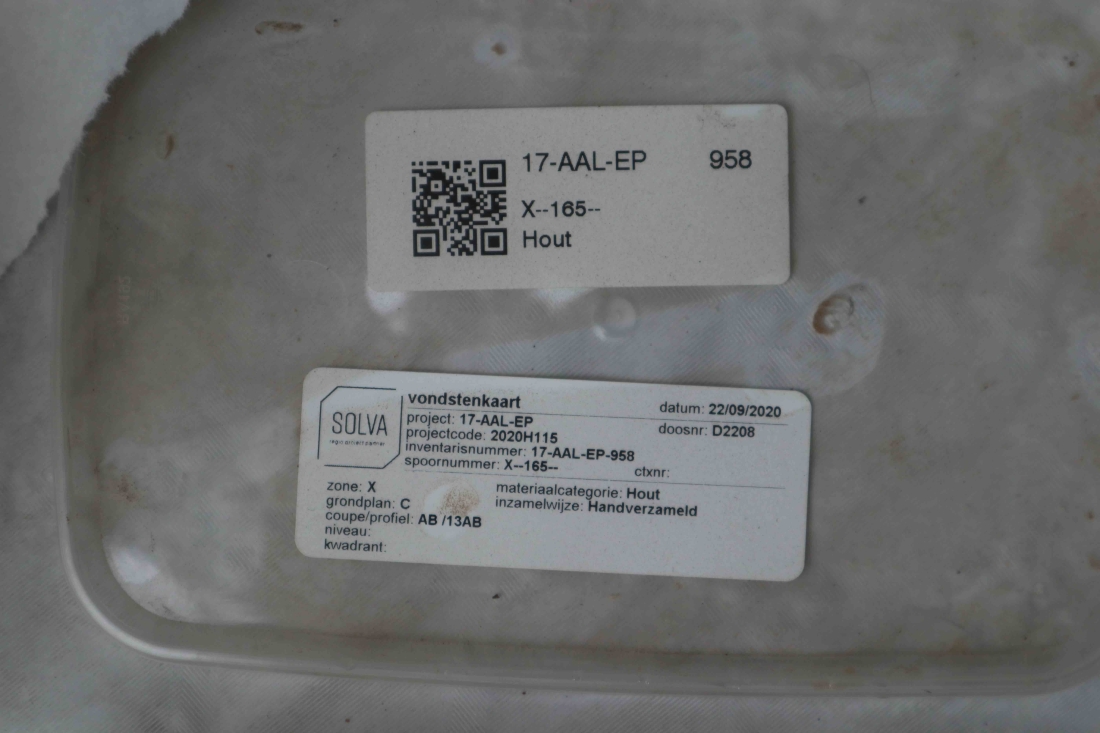 17-AAL-EP 958
X--165--
Hout
SOLVA
vondstenkaart datum: 22/09/2020
project: 17-AAL-EP doosnr: D2208
projectcode: 2020H115
inventarisnummer: 17-AAL-EP-958
spoornummer: X--165-- ctxnr:
zone: X materiaalcategorie: Hout
grondplan: C inzamelwijze: Handverzameld
coupe/profiel: AB /13AB
niveau:
kwadrant: